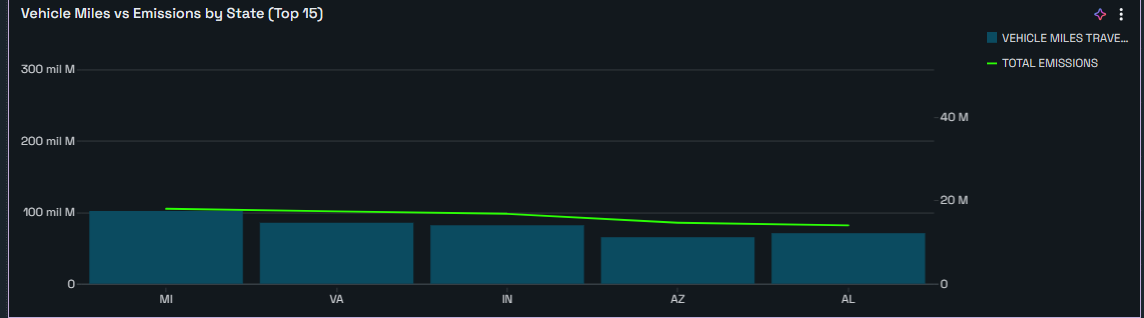 Vehicle Miles vs Emissions by State (Top 15)
VEHICLE MILES TRAVE...
TOTAL EMISSIONS
300 mil M
200 mil M
100 mil M
0
40 M
20 M
0
MI VA IN AZ AL